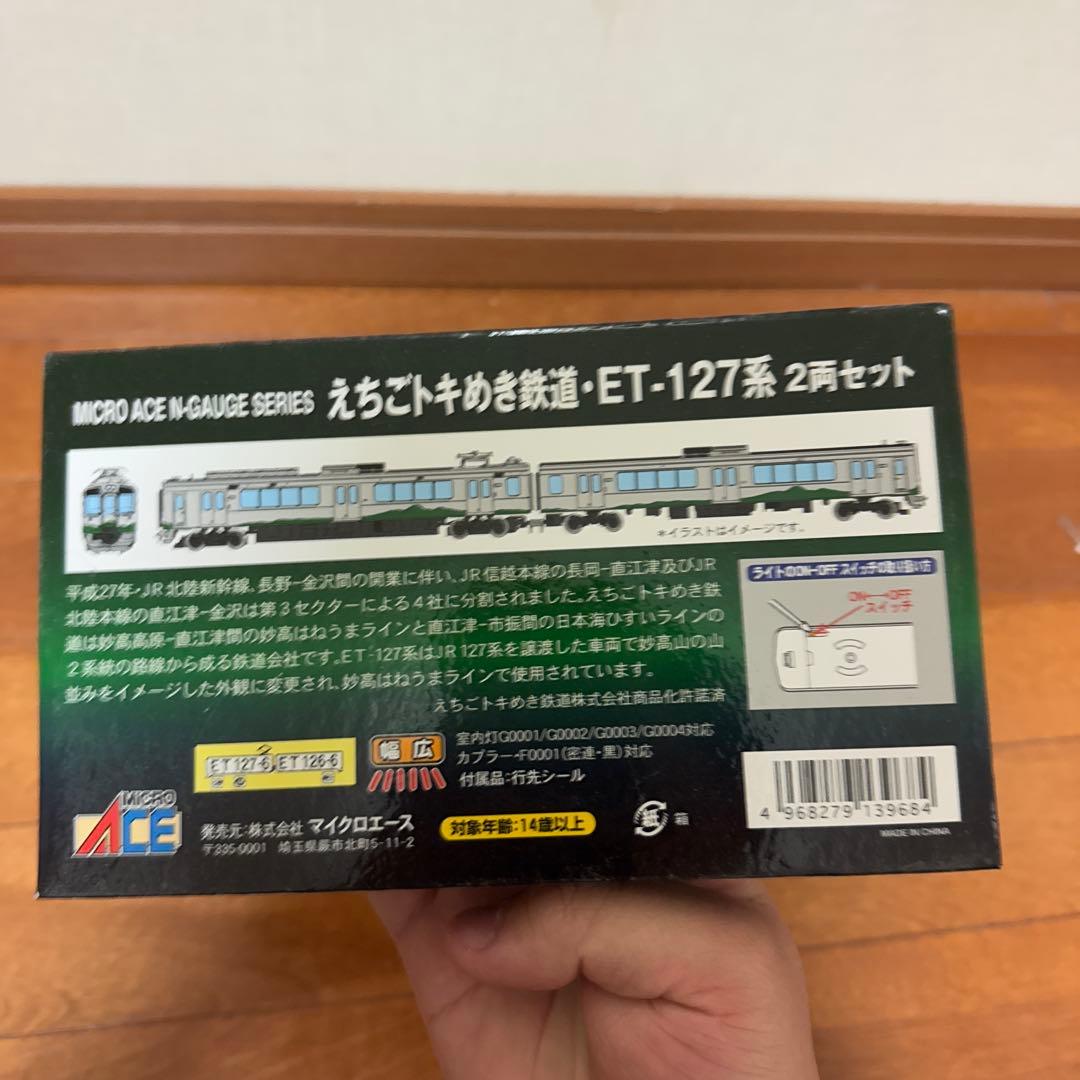 MICRO ACE N-GAUGE SERIES えちごトキめき鉄道・ET-127系 2両セット
*イラストはイメージです。
平成27年・JR北陸新幹線、長野-金沢間の開業に伴い、JR信越本線の長岡-直江津及びJR
北陸本線の直江津-金沢は第3セクターによる4社に分割されました。えちごトキめき鉄
道は妙高高原-直江津間の妙高はねうまラインと直江津-市振間の日本海ひすいラインの
2系統の路線から成る鉄道会社です。ET-127系はJR127系を譲渡した車両で妙高山の山
並みをイメージした外観に変更され、妙高はねうまラインで使用されています。
えちごトキめき鉄道株式会社商品化許諾済
ライトのON-OFFスイッチの取り扱い方
ON←→OFF
スイッチ
ET127-6 ET126-6
幅広
室内灯G0001/G0002/G0003/G0004対応
カプラー・F0001(密連・黒)対応
付属品:行先シール
MICRO
ACE
発売元:株式会社 マイクロエース
〒335-0001 埼玉県蕨市北町5-11-2
対象年齢:14歳以上
紙 箱
4 968279 139684
MADE IN CHINA